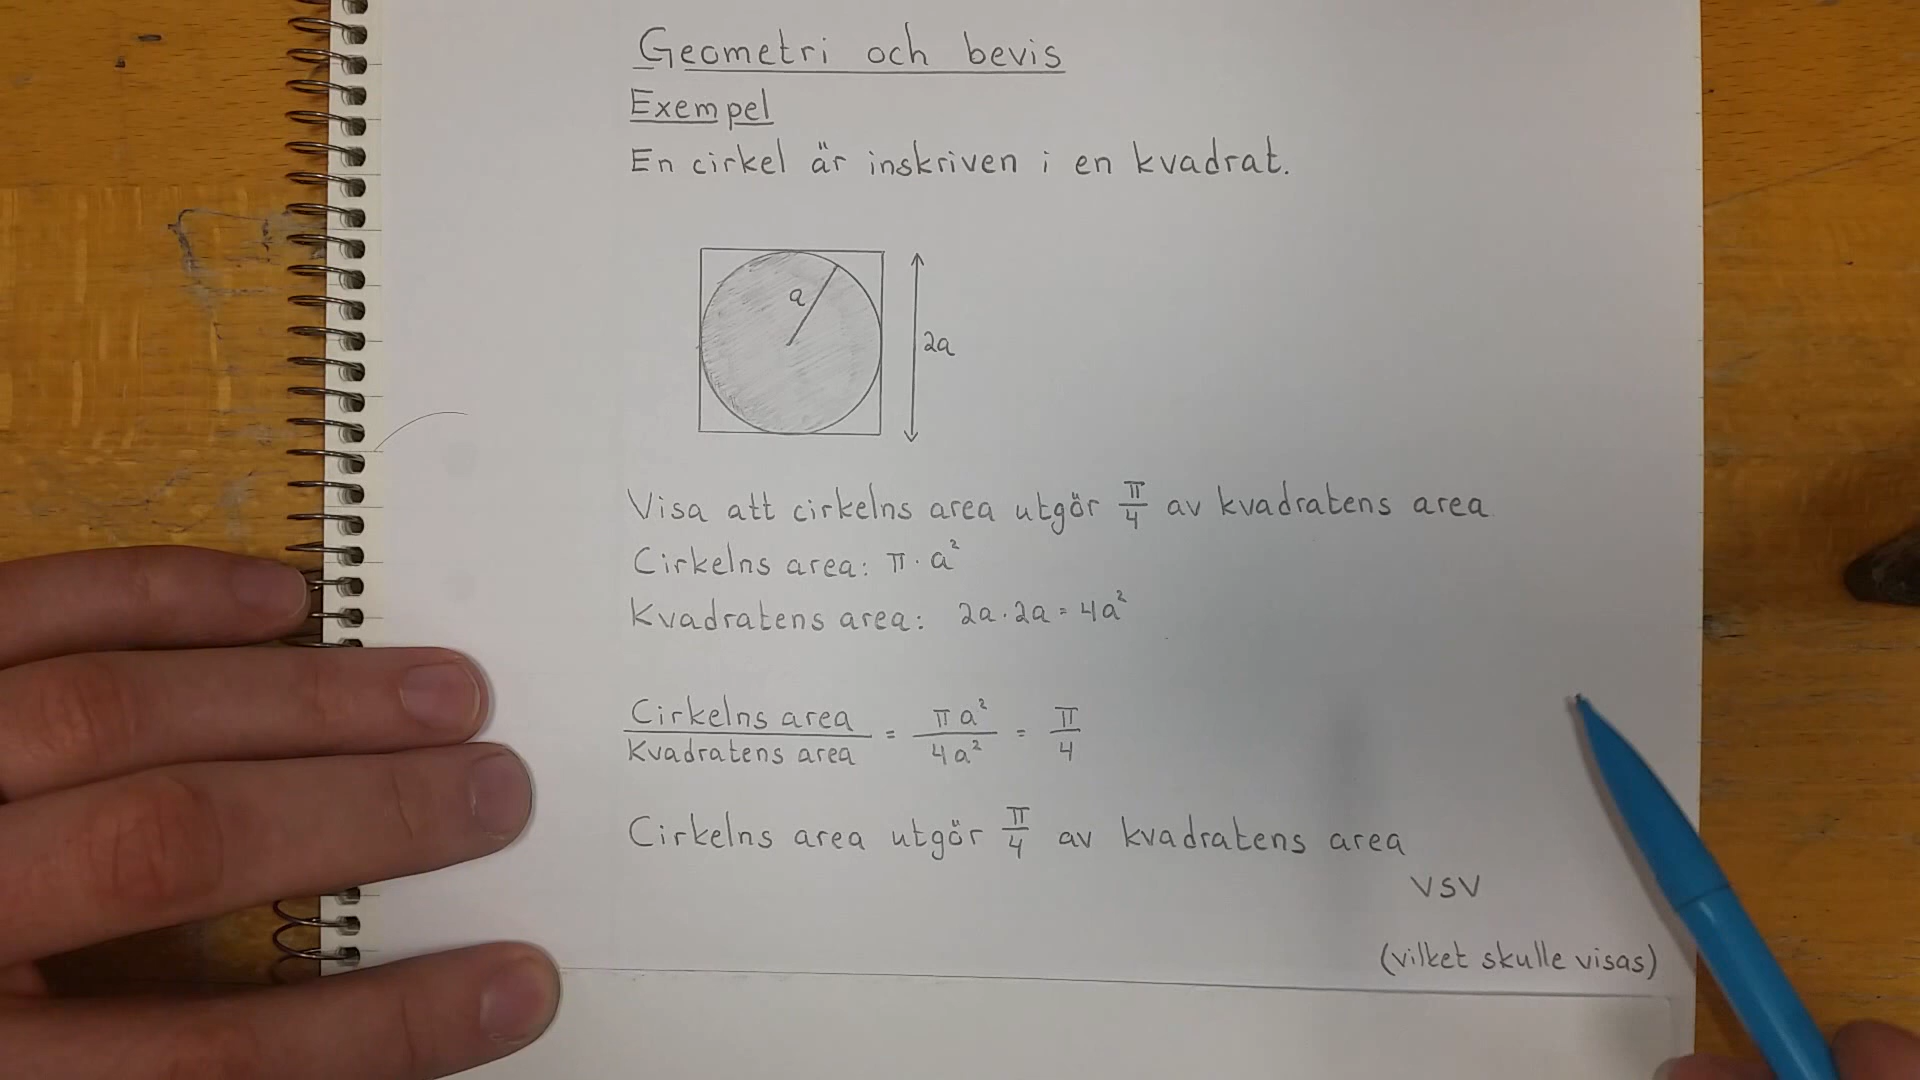 Geometri och bevis
Exempel
En cirkel är inskriven i en kvadrat.
a
2a
Visa att cirkelns area utgör π/4 av kvadratens area
Cirkelns area: π · a²
Kvadratens area: 2a · 2a = 4a²
Cirkelns area / Kvadratens area = πa² / 4a² = π/4
Cirkelns area utgör π/4 av kvadratens area
VSV
(vilket skulle visas)